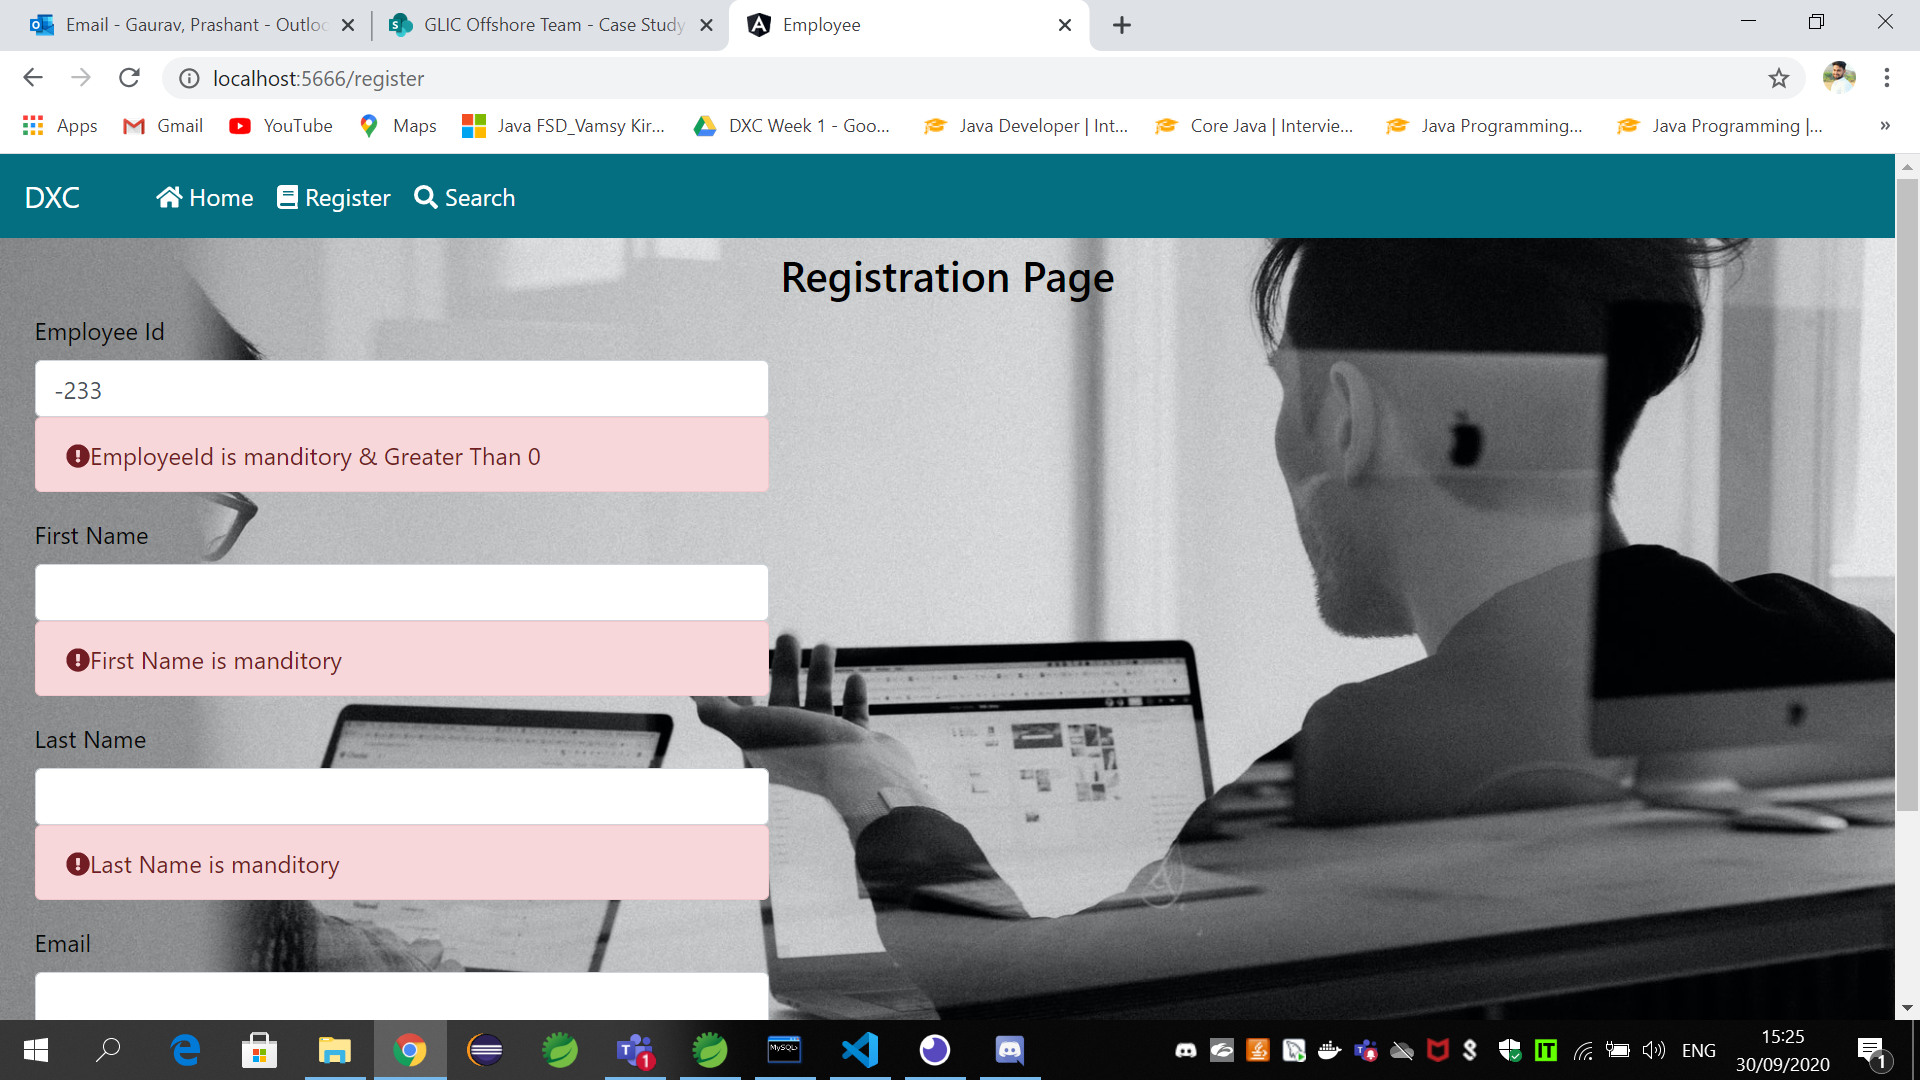 Email - Gaurav, Prashant - Outloo
GLIC Offshore Team - Case Study
Employee
localhost:5666/register
Apps
Gmail
YouTube
Maps
Java FSD_Vamsy Kir...
DXC Week 1 - Goo...
Java Developer | Int...
Core Java | Intervie...
Java Programming...
Java Programming |...
»
DXC
Home
Register
Search
Registration Page
Employee Id
-233
EmployeeId is manditory & Greater Than 0
First Name
First Name is manditory
Last Name
Last Name is manditory
Email
1
MySQL
ENG
15:25
30/09/2020
1